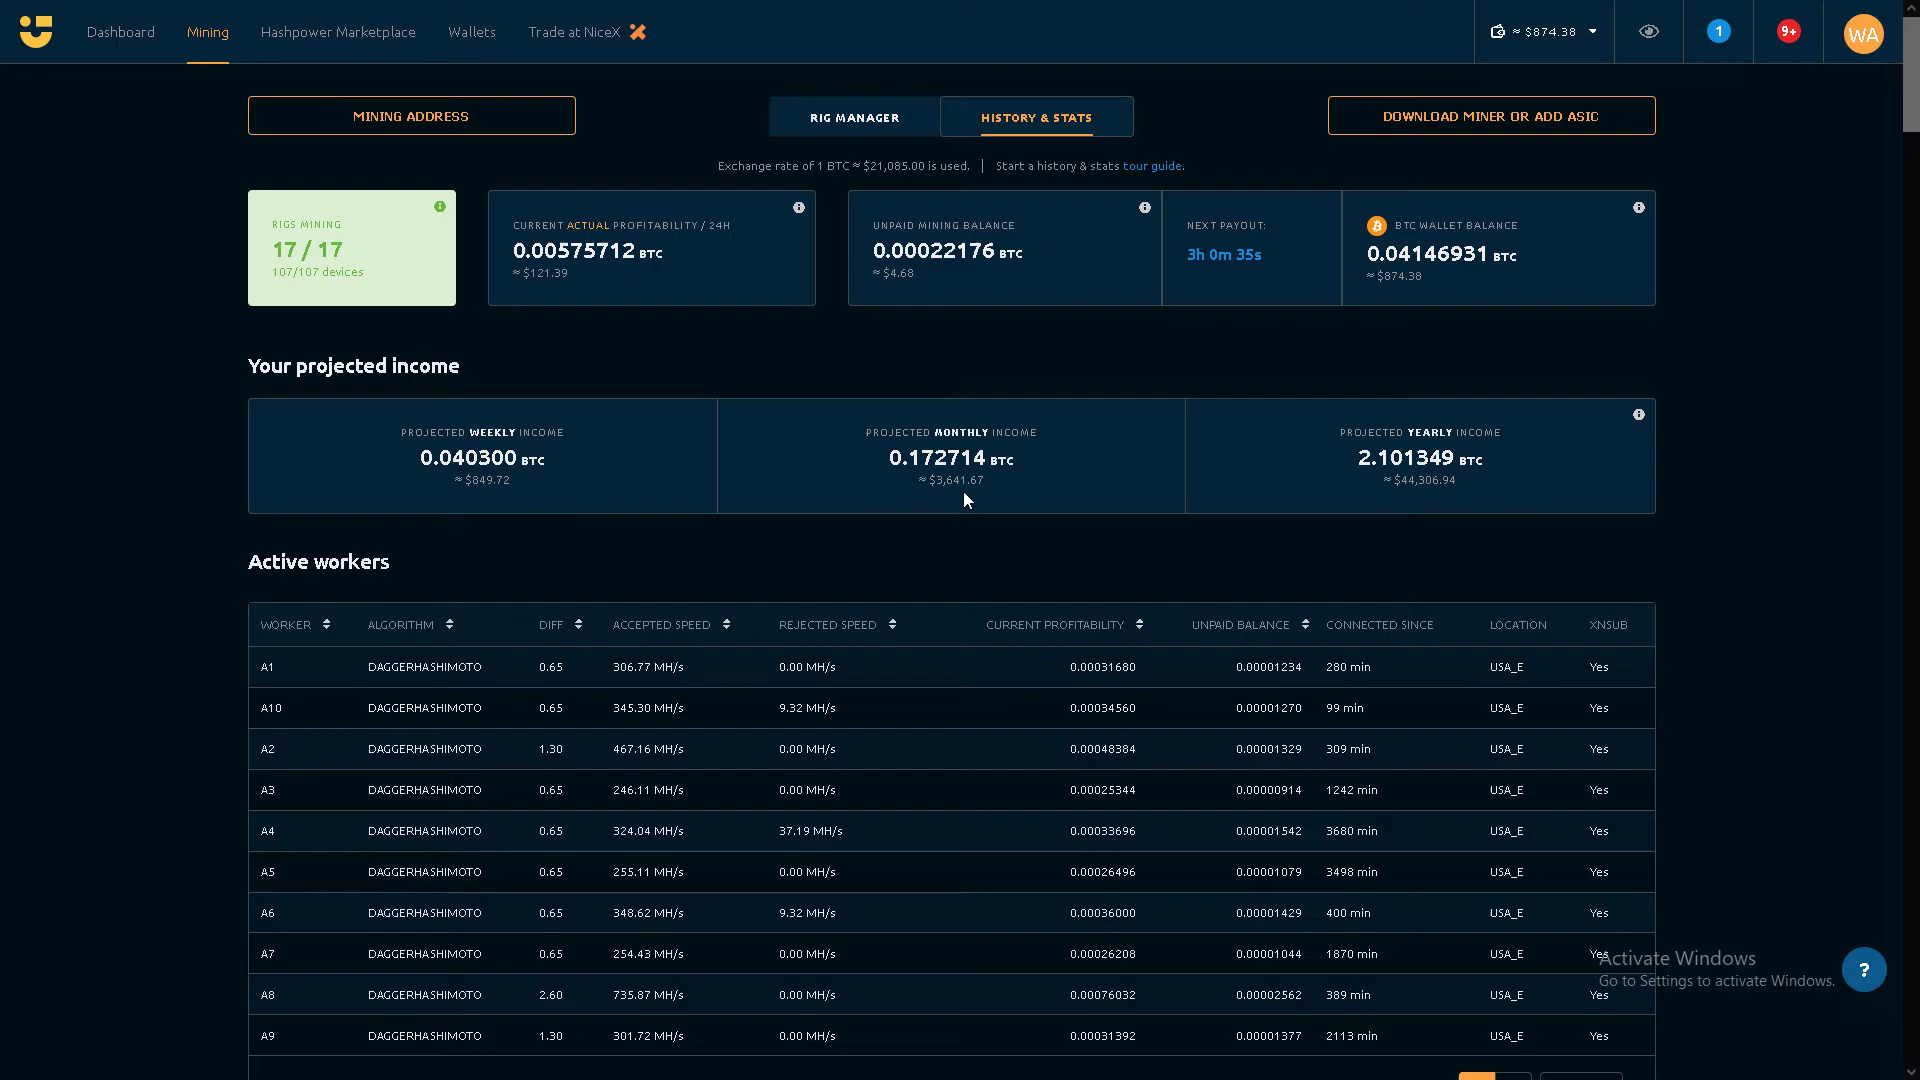 Dashboard Mining Hashpower Marketplace Wallets Trade at NiceX ≈ $874.38 1 9+ WA
MINING ADDRESS RIG MANAGER HISTORY & STATS DOWNLOAD MINER OR ADD ASIC
Exchange rate of 1 BTC ≈ $21,085.00 is used. | Start a history & stats tour guide.
RIGS MINING
17 / 17
107/107 devices
CURRENT ACTUAL PROFITABILITY / 24H
0.00575712 BTC
≈ $121.39
UNPAID MINING BALANCE
0.00022176 BTC
≈ $4.68
NEXT PAYOUT:
3h 0m 35s
BTC WALLET BALANCE
0.04146931 BTC
≈ $874.38
Your projected income
PROJECTED WEEKLY INCOME
0.040300 BTC
≈ $849.72
PROJECTED MONTHLY INCOME
0.172714 BTC
≈ $3,641.67
PROJECTED YEARLY INCOME
2.101349 BTC
≈ $44,306.94
Active workers
WORKER ALGORITHM DIFF ACCEPTED SPEED REJECTED SPEED CURRENT PROFITABILITY UNPAID BALANCE CONNECTED SINCE LOCATION XNSUB
A1 DAGGERHASHIMOTO 0.65 306.77 MH/s 0.00 MH/s 0.00031680 0.00001234 280 min USA_E Yes
A10 DAGGERHASHIMOTO 0.65 345.30 MH/s 9.32 MH/s 0.00034560 0.00001270 99 min USA_E Yes
A2 DAGGERHASHIMOTO 1.30 467.16 MH/s 0.00 MH/s 0.00048384 0.00001329 309 min USA_E Yes
A3 DAGGERHASHIMOTO 0.65 246.11 MH/s 0.00 MH/s 0.00025344 0.00000914 1242 min USA_E Yes
A4 DAGGERHASHIMOTO 0.65 324.04 MH/s 37.19 MH/s 0.00033696 0.00001542 3680 min USA_E Yes
A5 DAGGERHASHIMOTO 0.65 255.11 MH/s 0.00 MH/s 0.00026496 0.00001079 3498 min USA_E Yes
A6 DAGGERHASHIMOTO 0.65 348.62 MH/s 9.32 MH/s 0.00036000 0.00001429 400 min USA_E Yes
A7 DAGGERHASHIMOTO 0.65 254.43 MH/s 0.00 MH/s 0.00026208 0.00001044 1870 min USA_E Yes
Activate Windows
Go to Settings to activate Windows.
?
A8 DAGGERHASHIMOTO 2.60 735.87 MH/s 0.00 MH/s 0.00076032 0.00002562 389 min USA_E Yes
A9 DAGGERHASHIMOTO 1.30 301.72 MH/s 0.00 MH/s 0.00031392 0.00001377 2113 min USA_E Yes